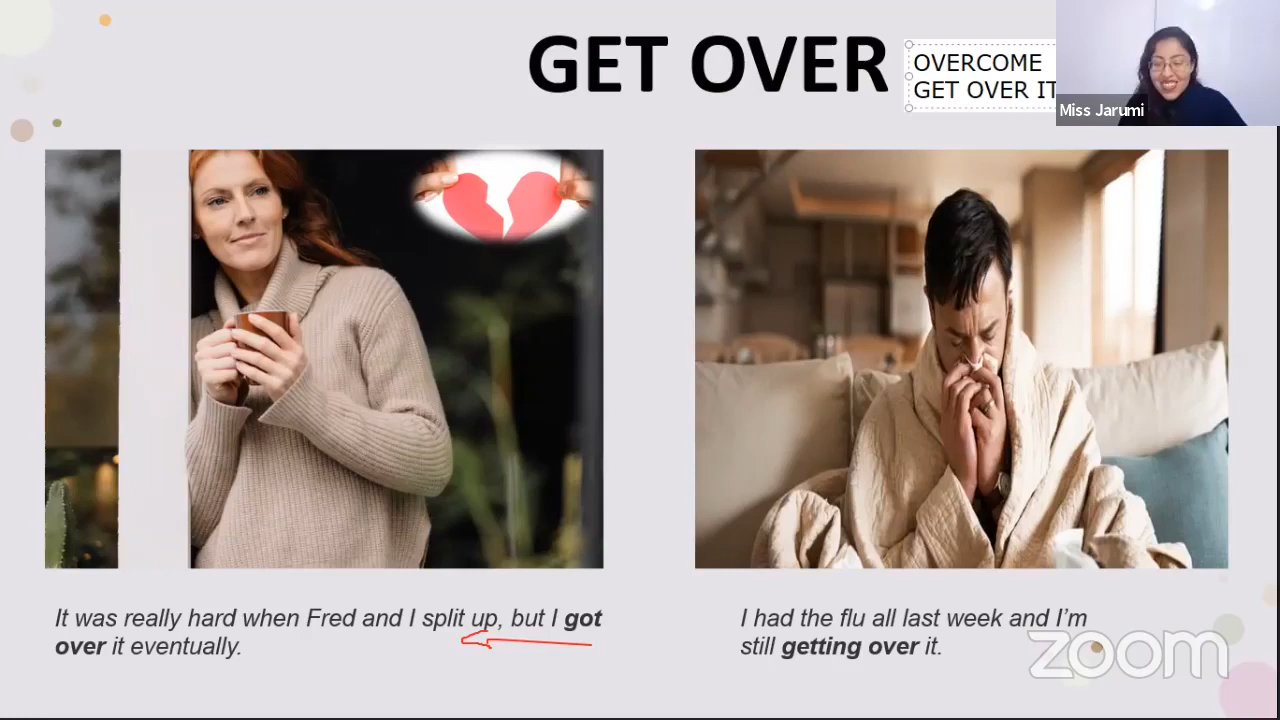 GET OVER
OVERCOME
GET OVER IT
Miss Jarumi
It was really hard when Fred and I split up, but I got
over it eventually.
I had the flu all last week and I'm
still getting over it.
zoom